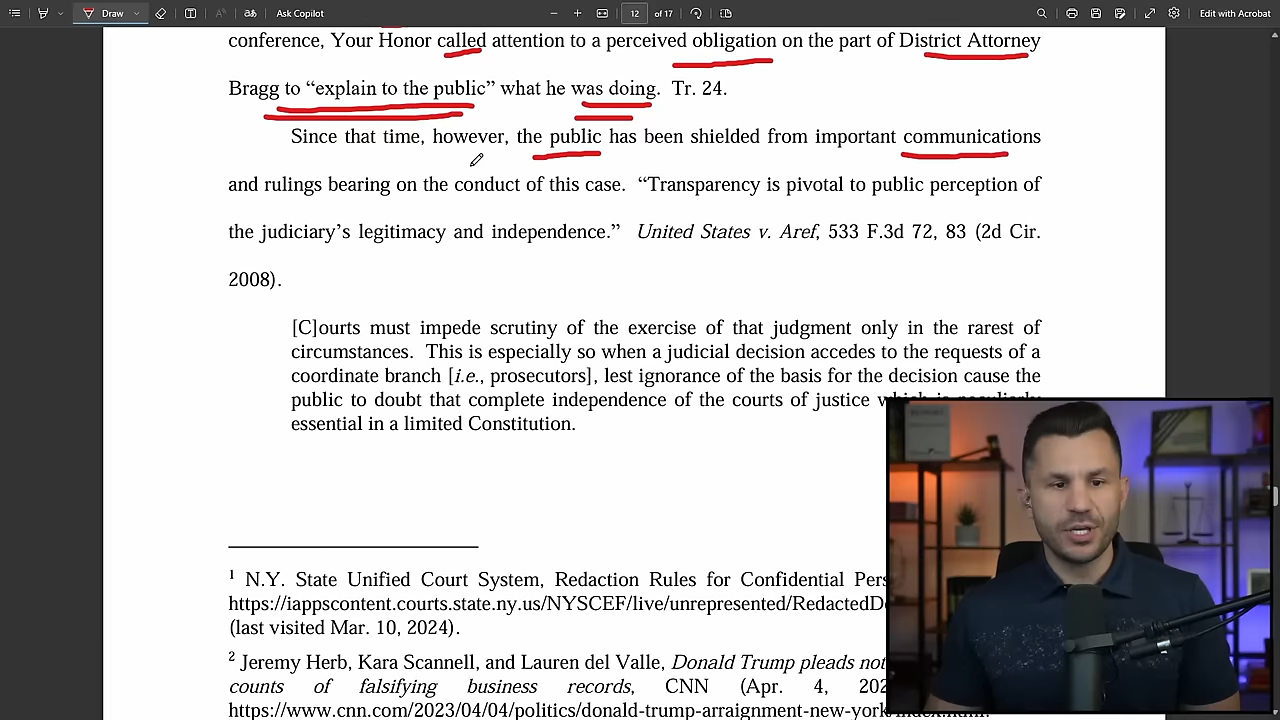 Draw
Ask Copilot
12 of 17
Edit with Acrobat
conference, Your Honor called attention to a perceived obligation on the part of District Attorney
Bragg to “explain to the public” what he was doing. Tr. 24.
Since that time, however, the public has been shielded from important communications
and rulings bearing on the conduct of this case. “Transparency is pivotal to public perception of
the judiciary’s legitimacy and independence.” United States v. Aref, 533 F.3d 72, 83 (2d Cir.
2008).
[C]ourts must impede scrutiny of the exercise of that judgment only in the rarest of
circumstances. This is especially so when a judicial decision accedes to the requests of a
coordinate branch [i.e., prosecutors], lest ignorance of the basis for the decision cause the
public to doubt that complete independence of the courts of justice
essential in a limited Constitution.
1 N.Y. State Unified Court System, Redaction Rules for Confidential
https://iappscontent.courts.state.ny.us/NYSCEF/live/unrepresented/
(last visited Mar. 10, 2024).
2 Jeremy Herb, Kara Scannell, and Lauren del Valle, Donald Trump pleads not
counts of falsifying business records, CNN (Apr. 4,
https://www.cnn.com/2023/04/04/politics/donald-trump-arraignment-new-york